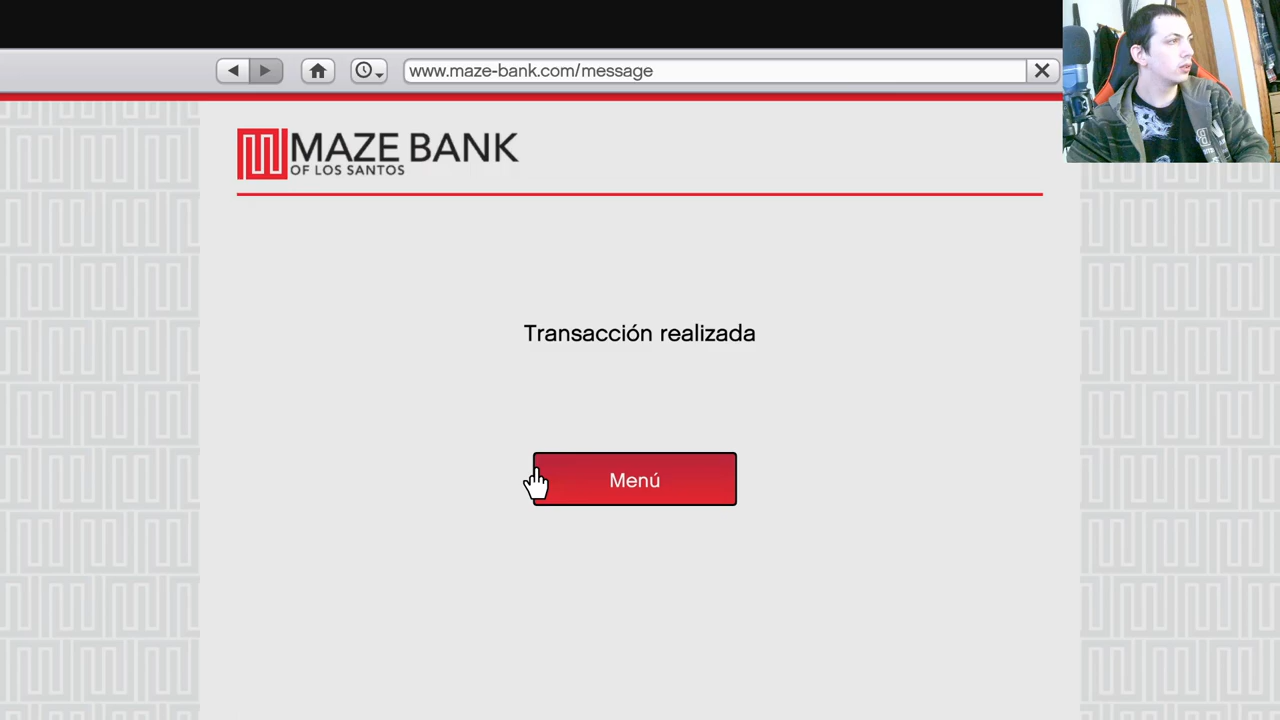 www.maze-bank.com/message
MAZE BANK
OF LOS SANTOS
Transacción realizada
Menú